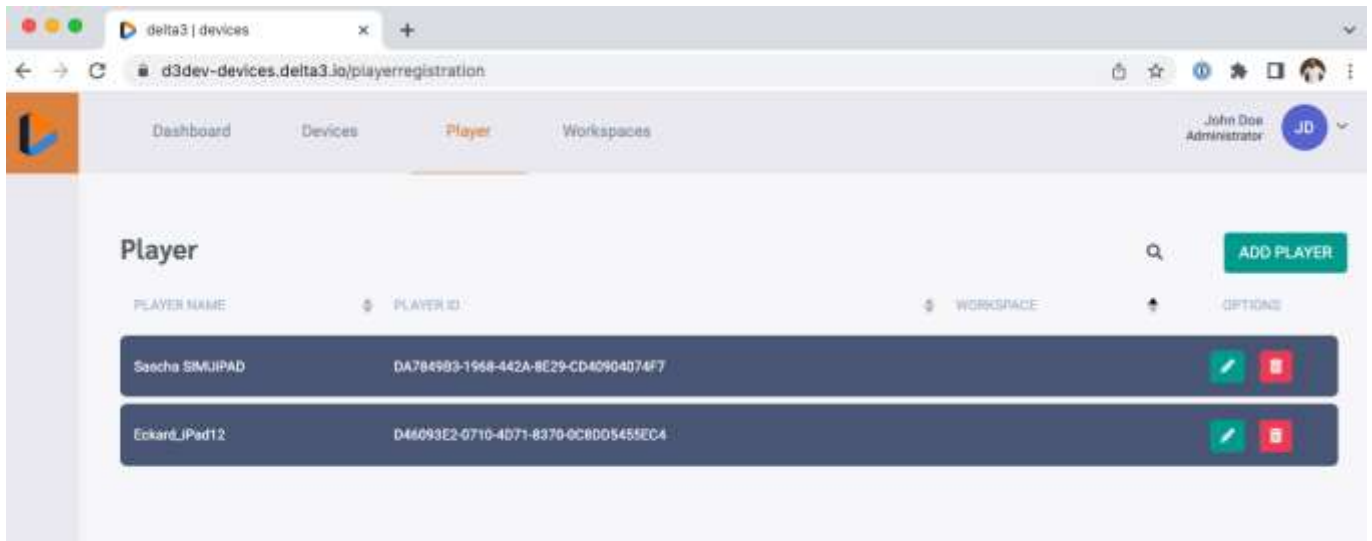 delta3 | devices
d3dev-devices.delta3.io/playerregistration
Dashboard Devices Player Workspaces
John Doe
Administrator
JD
Player
ADD PLAYER
PLAYER NAME PLAYER ID WORKSPACE OPTIONS
Sascha SIMUIPAD DA7849B3-1968-442A-8E29-CD40904074F7
Eckard_iPad12 D46093E2-0710-4D71-8370-0C8DD5455EC4